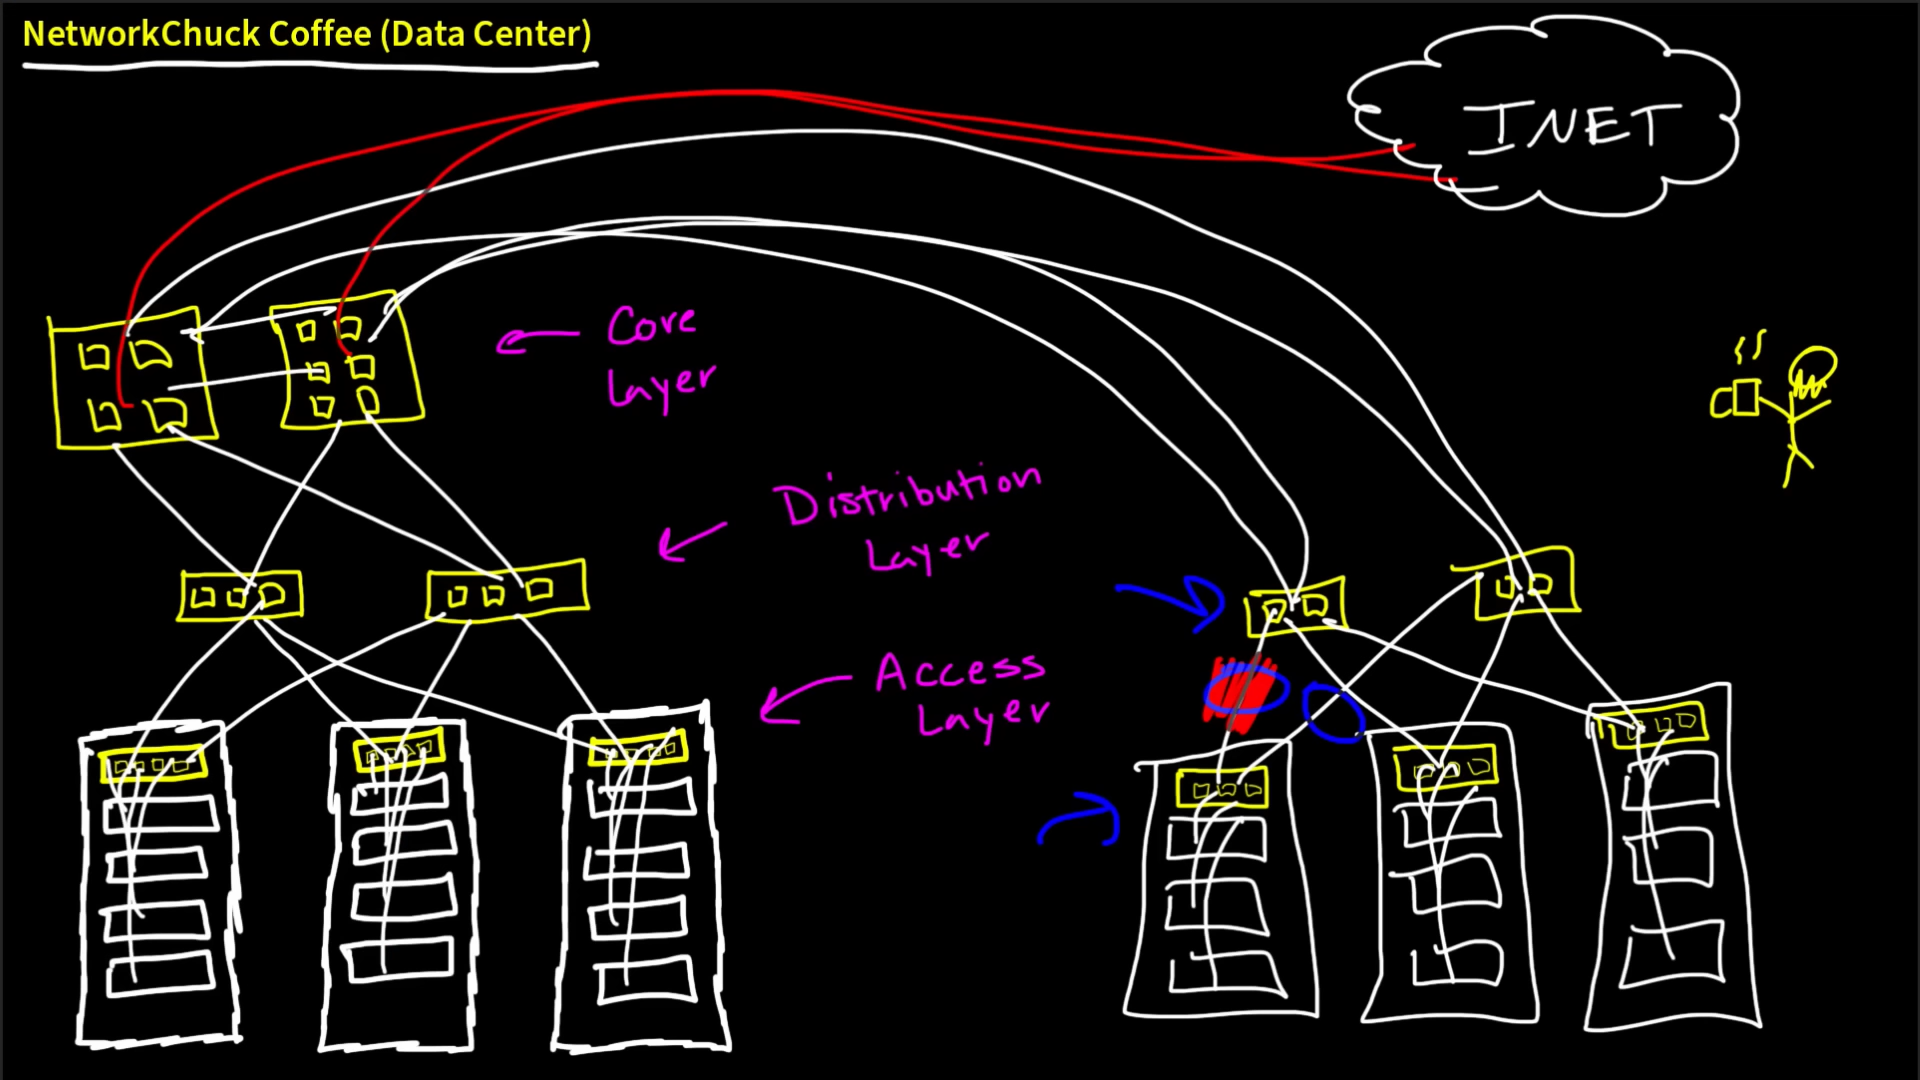 NetworkChuck Coffee (Data Center)
INET
Core
Layer
Distribution
Layer
Access
Layer